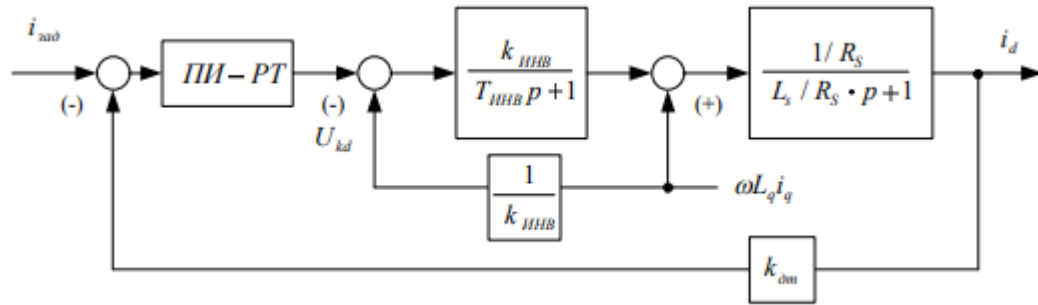 i_зад
(-)
ПИ – РТ
(-)
U_kd
k_ИНВ
T_ИНВ p + 1
(+)
1 / R_S
L_s / R_S • p + 1
i_d
1
k_ИНВ
ωL_q i_q
k_дт